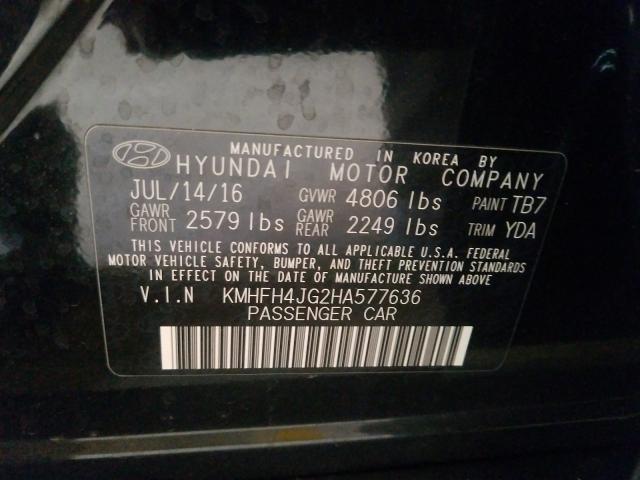 MANUFACTURED IN KOREA BY
HYUNDAI MOTOR COMPANY
JUL/14/16 GVWR 4806 lbs PAINT TB7
GAWR FRONT 2579 lbs GAWR REAR 2249 lbs TRIM YDA
THIS VEHICLE CONFORMS TO ALL APPLICABLE U.S.A. FEDERAL
MOTOR VEHICLE SAFETY, BUMPER, AND THEFT PREVENTION STANDARDS
IN EFFECT ON THE DATE OF MANUFACTURE SHOWN ABOVE.
V.I.N KMHFH4JG2HA577636
PASSENGER CAR